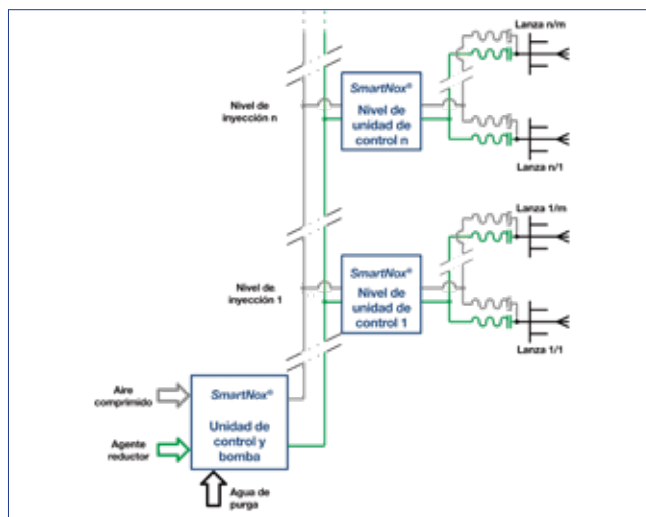 Lanza n/m
SmartNox®
Nivel de
unidad de
control n
Nivel de
inyección n
Lanza n/1
Lanza 1/m
SmartNox®
Nivel de
unidad de
control 1
Nivel de
inyección 1
Lanza 1/1
Aire
comprimido
SmartNox®
Unidad de
control y
bomba
Agente
reductor
Agua de
purga